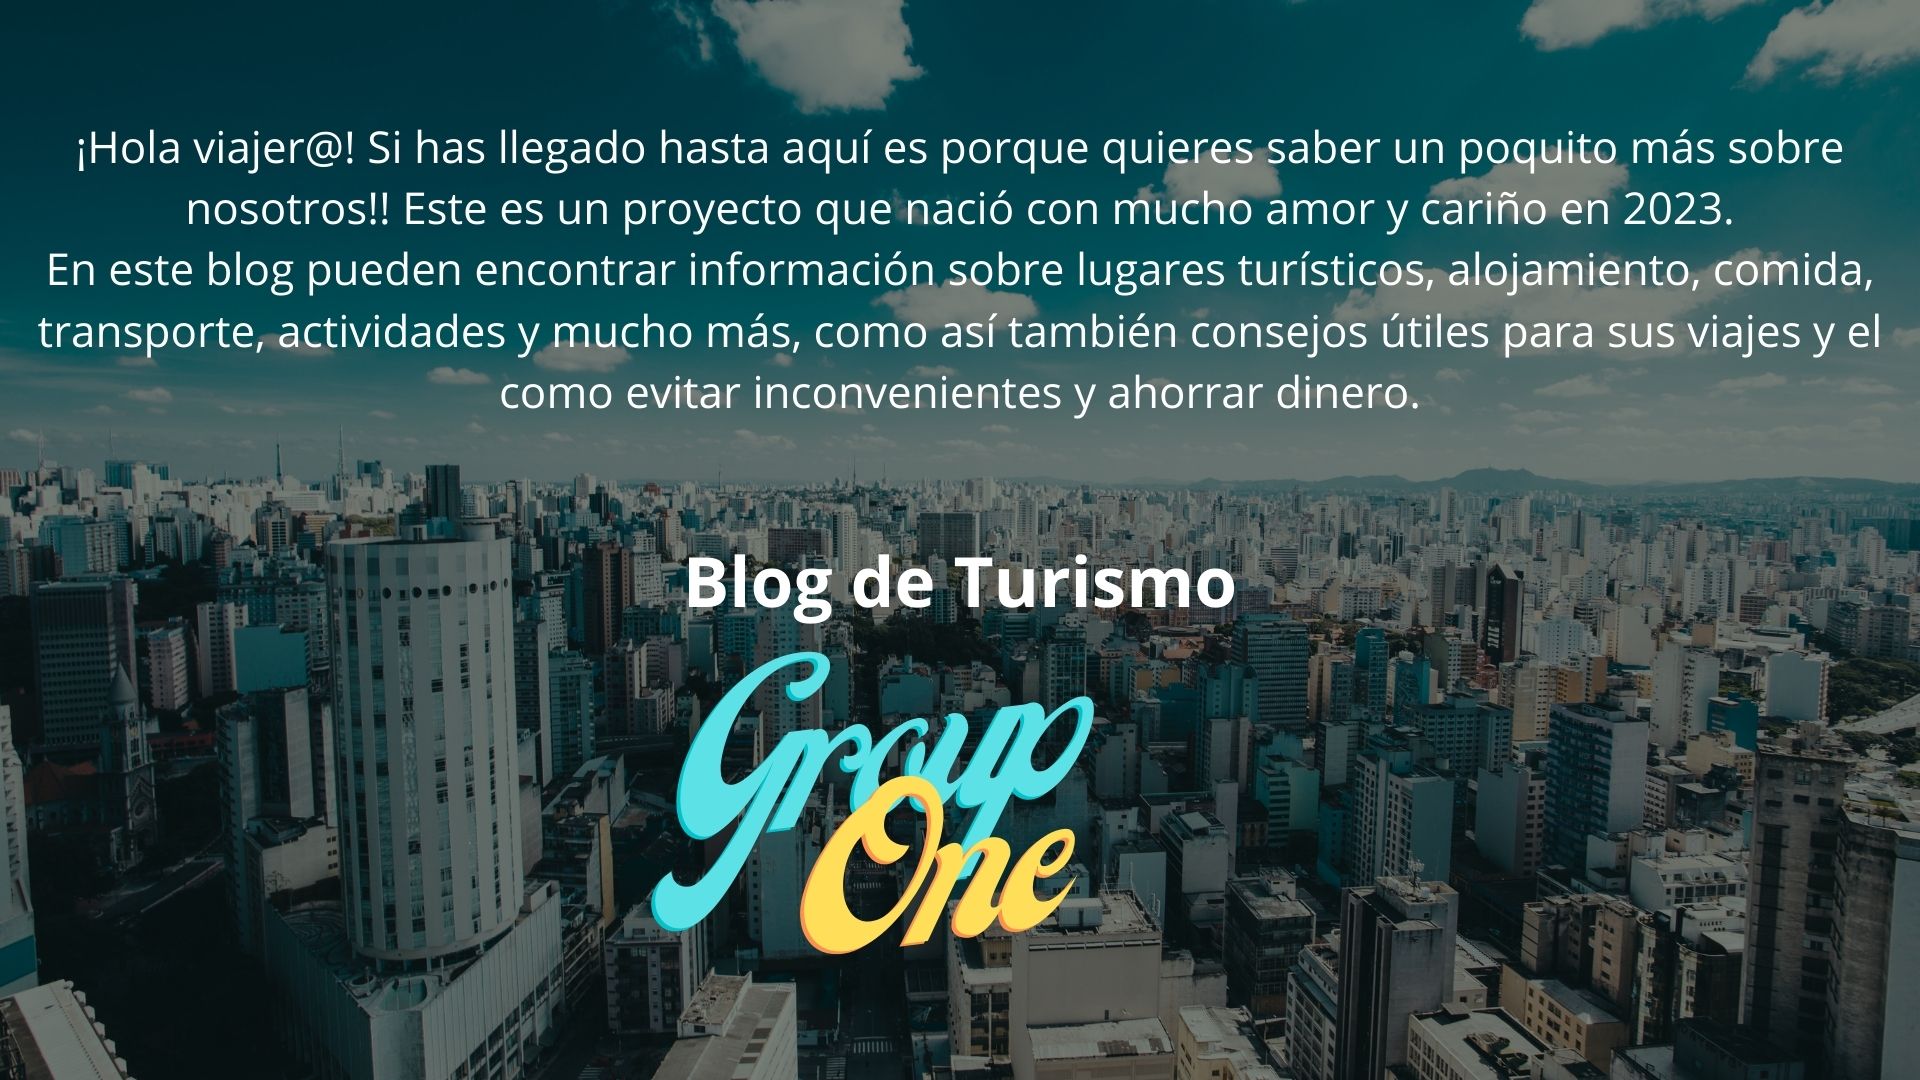 ¡Hola viajer@! Si has llegado hasta aquí es porque quieres saber un poquito más sobre
nosotros!! Este es un proyecto que nació con mucho amor y cariño en 2023.
En este blog pueden encontrar información sobre lugares turísticos, alojamiento, comida,
transporte, actividades y mucho más, como así también consejos útiles para sus viajes y el
como evitar inconvenientes y ahorrar dinero.
Blog de Turismo
Group
One